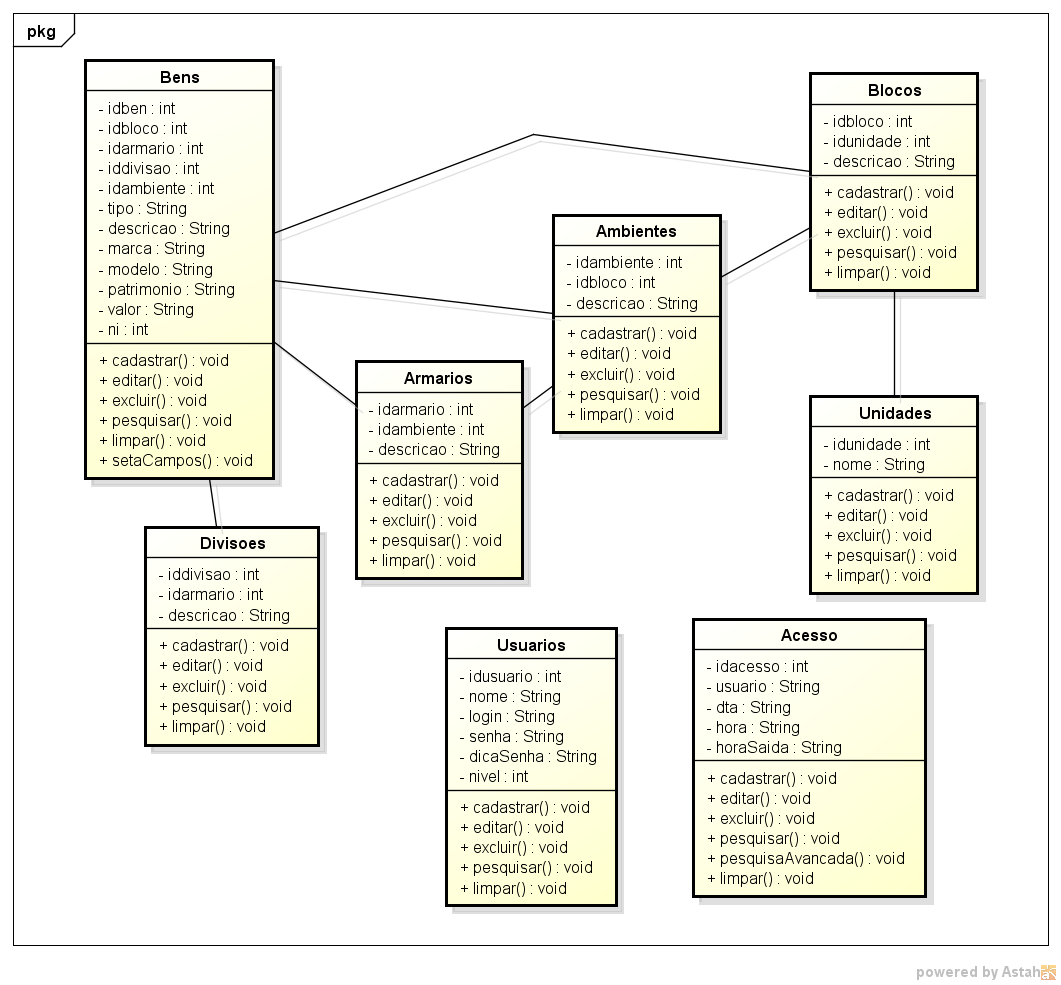 pkg
Bens
- idben : int
- idbloco : int
- idarmario : int
- iddivisao : int
- idambiente : int
- tipo : String
- descricao : String
- marca : String
- modelo : String
- patrimonio : String
- valor : String
- ni : int
+ cadastrar() : void
+ editar() : void
+ excluir() : void
+ pesquisar() : void
+ limpar() : void
+ setaCampos() : void
Blocos
- idbloco : int
- idunidade : int
- descricao : String
+ cadastrar() : void
+ editar() : void
+ excluir() : void
+ pesquisar() : void
+ limpar() : void
Ambientes
- idambiente : int
- idbloco : int
- descricao : String
+ cadastrar() : void
+ editar() : void
+ excluir() : void
+ pesquisar() : void
+ limpar() : void
Armarios
- idarmario : int
- idambiente : int
- descricao : String
+ cadastrar() : void
+ editar() : void
+ excluir() : void
+ pesquisar() : void
+ limpar() : void
Unidades
- idunidade : int
- nome : String
+ cadastrar() : void
+ editar() : void
+ excluir() : void
+ pesquisar() : void
+ limpar() : void
Divisoes
- iddivisao : int
- idarmario : int
- descricao : String
+ cadastrar() : void
+ editar() : void
+ excluir() : void
+ pesquisar() : void
+ limpar() : void
Usuarios
- idusuario : int
- nome : String
- login : String
- senha : String
- dicaSenha : String
- nivel : int
+ cadastrar() : void
+ editar() : void
+ excluir() : void
+ pesquisar() : void
+ limpar() : void
Acesso
- idacesso : int
- usuario : String
- dta : String
- hora : String
- horaSaida : String
+ cadastrar() : void
+ editar() : void
+ excluir() : void
+ pesquisar() : void
+ pesquisaAvancada() : void
+ limpar() : void
powered by Astah